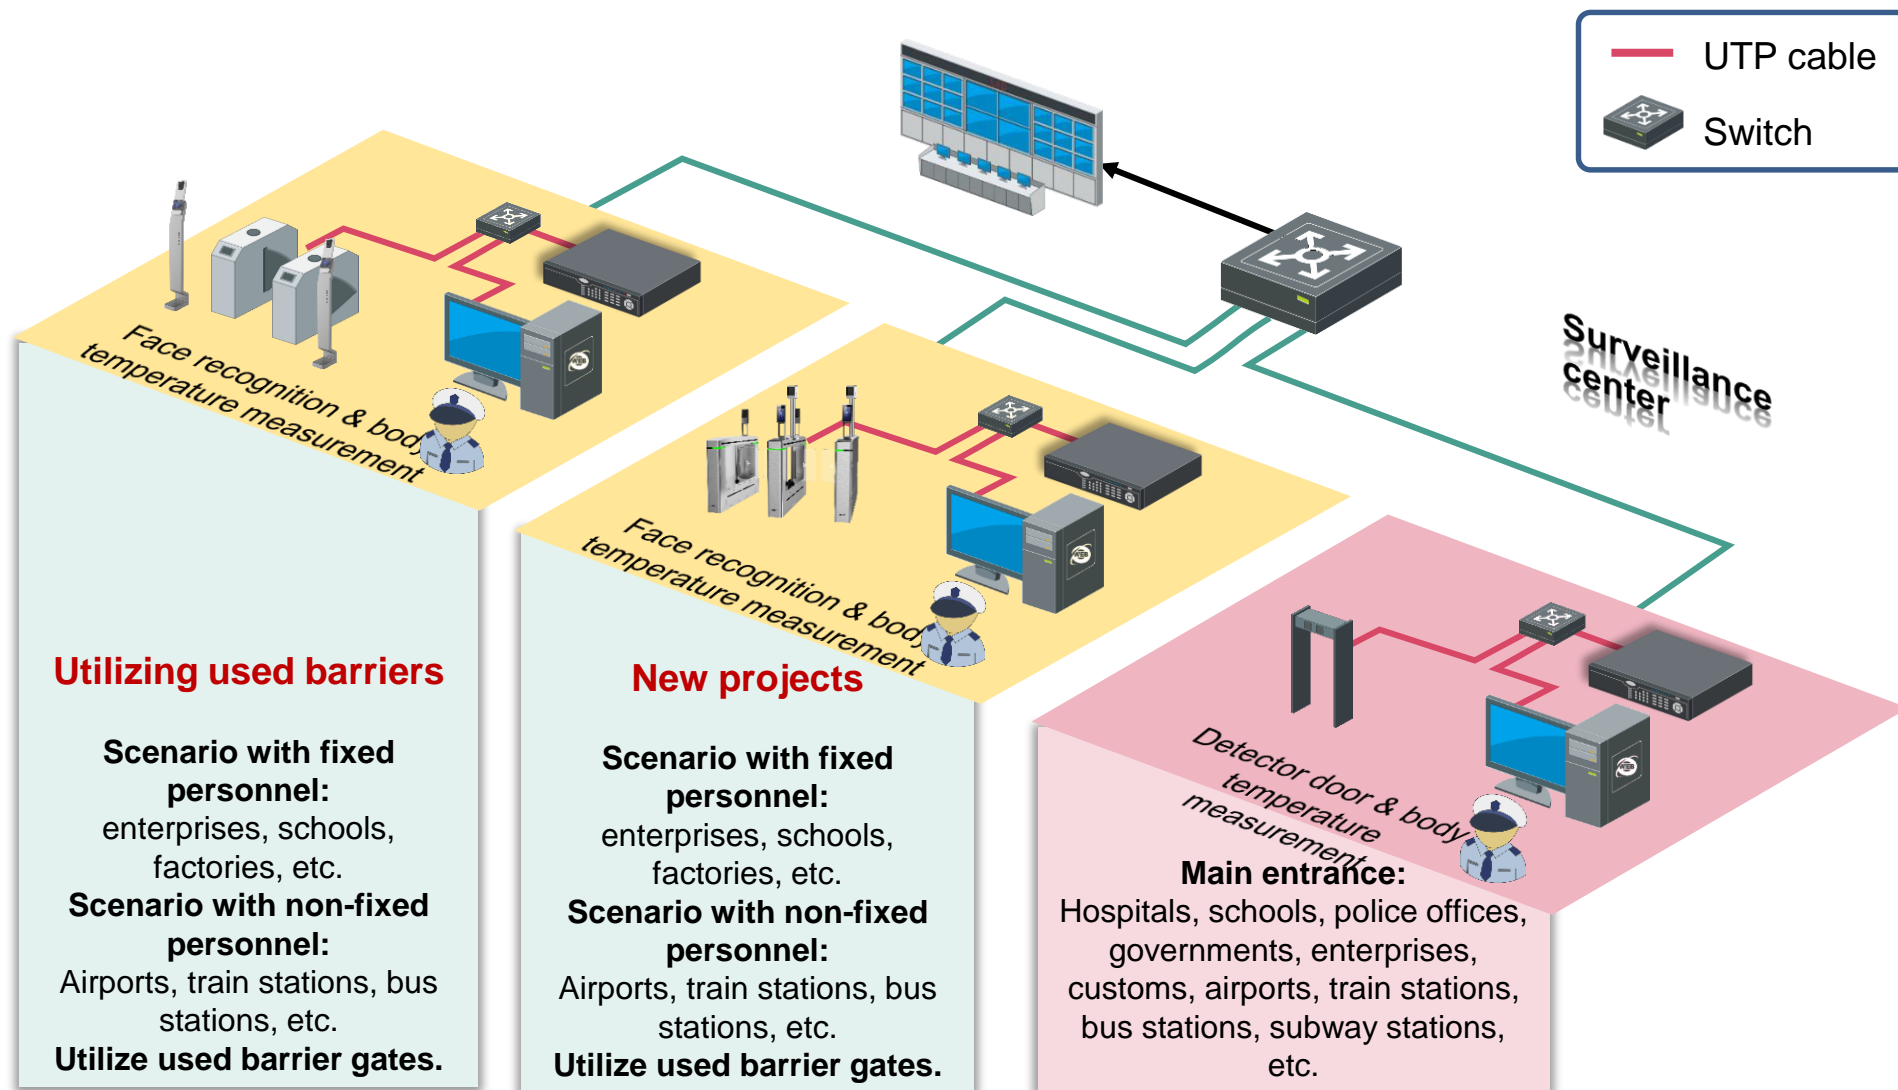 UTP cable
Switch
Surveillance
center
Face recognition & body
temperature measurement
Face recognition & body
temperature measurement
Detector door & body
temperature
measurement
Utilizing used barriers
Scenario with fixed
personnel:
enterprises, schools,
factories, etc.
Scenario with non-fixed
personnel:
Airports, train stations, bus
stations, etc.
Utilize used barrier gates.
New projects
Scenario with fixed
personnel:
enterprises, schools,
factories, etc.
Scenario with non-fixed
personnel:
Airports, train stations, bus
stations, etc.
Utilize used barrier gates.
Main entrance:
Hospitals, schools, police offices,
governments, enterprises,
customs, airports, train stations,
bus stations, subway stations,
etc.
WEB
WEB
WEB